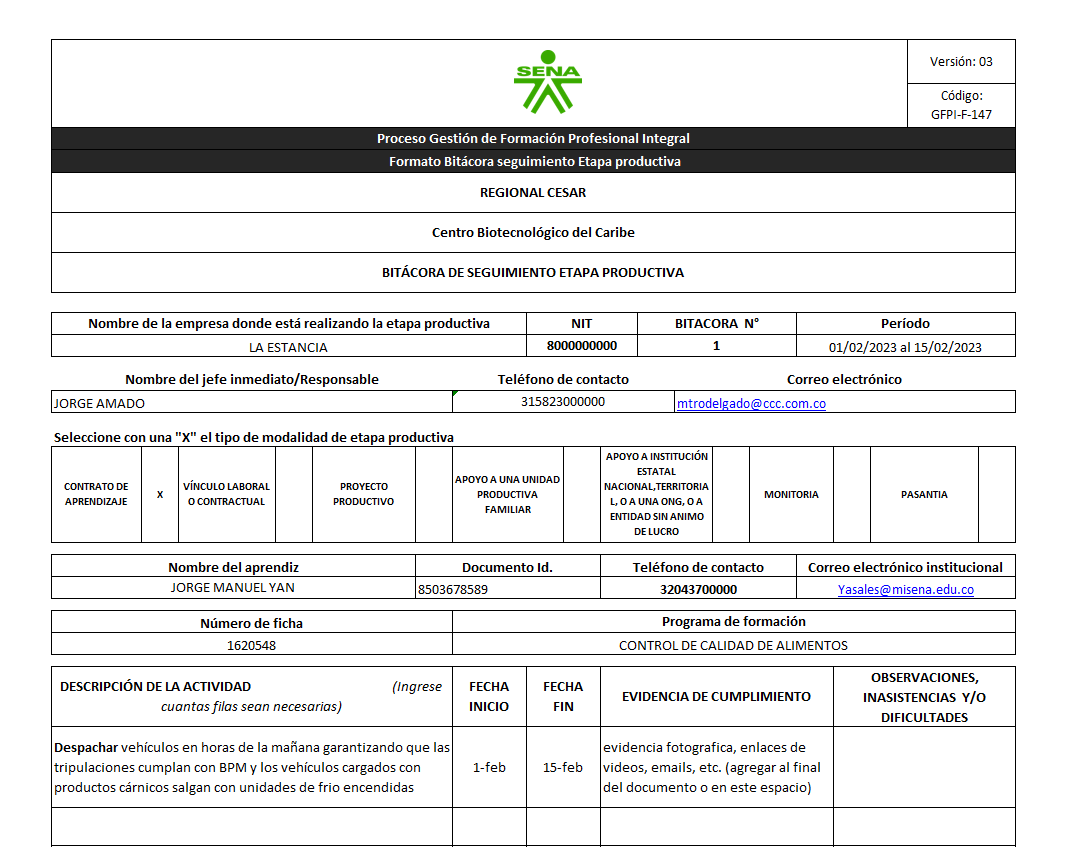 SENA
Versión: 03
Código:
GFPI-F-147
Proceso Gestión de Formación Profesional Integral
Formato Bitácora seguimiento Etapa productiva
REGIONAL CESAR
Centro Biotecnológico del Caribe
BITÁCORA DE SEGUIMIENTO ETAPA PRODUCTIVA
Nombre de la empresa donde está realizando la etapa productiva NIT BITACORA N° Período
LA ESTANCIA 8000000000 1 01/02/2023 al 15/02/2023
Nombre del jefe inmediato/Responsable Teléfono de contacto Correo electrónico
JORGE AMADO 315823000000 mtrodelgado@ccc.com.co
Seleccione con una "X" el tipo de modalidad de etapa productiva
CONTRATO DE
APRENDIZAJE
X
VÍNCULO LABORAL
O CONTRACTUAL
PROYECTO
PRODUCTIVO
APOYO A UNA UNIDAD
PRODUCTIVA
FAMILIAR
APOYO A INSTITUCIÓN
ESTATAL
NACIONAL,TERRITORIA
L, O A UNA ONG, O A
ENTIDAD SIN ANIMO
DE LUCRO
MONITORIA
PASANTIA
Nombre del aprendiz Documento Id. Teléfono de contacto Correo electrónico institucional
JORGE MANUEL YAN 8503678589 32043700000 Yasales@misena.edu.co
Número de ficha Programa de formación
1620548 CONTROL DE CALIDAD DE ALIMENTOS
DESCRIPCIÓN DE LA ACTIVIDAD (Ingrese
cuantas filas sean necesarias)
FECHA
INICIO
FECHA
FIN
EVIDENCIA DE CUMPLIMIENTO
OBSERVACIONES,
INASISTENCIAS Y/O
DIFICULTADES
Despachar vehículos en horas de la mañana garantizando que las
tripulaciones cumplan con BPM y los vehículos cargados con
productos cárnicos salgan con unidades de frio encendidas
1-feb
15-feb
evidencia fotografica, enlaces de
videos, emails, etc. (agregar al final
del documento o en este espacio)